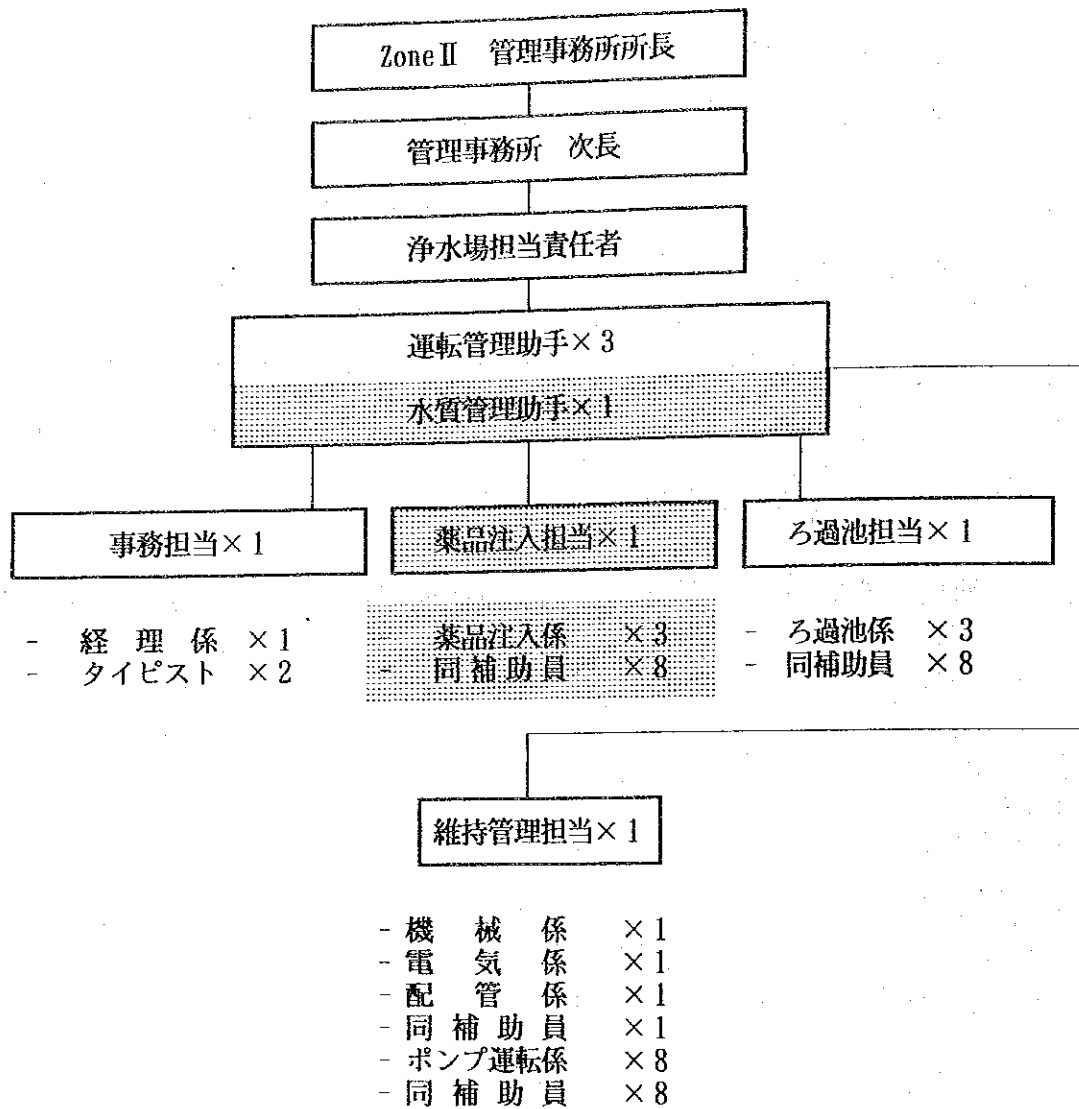 ZoneⅡ 管理事務所所長
管理事務所 次長
浄水場担当責任者
運転管理助手×3
水質管理助手×1
事務担当×1
薬品注入担当×1
ろ過池担当×1
- 経理係 ×1
- タイピスト ×2
- 薬品注入係 ×3
- 同補助員 ×8
- ろ過池係 ×3
- 同補助員 ×8
維持管理担当×1
- 機械係 ×1
- 電気係 ×1
- 配管係 ×1
- 同補助員 ×1
- ポンプ運転係 ×8
- 同補助員 ×8